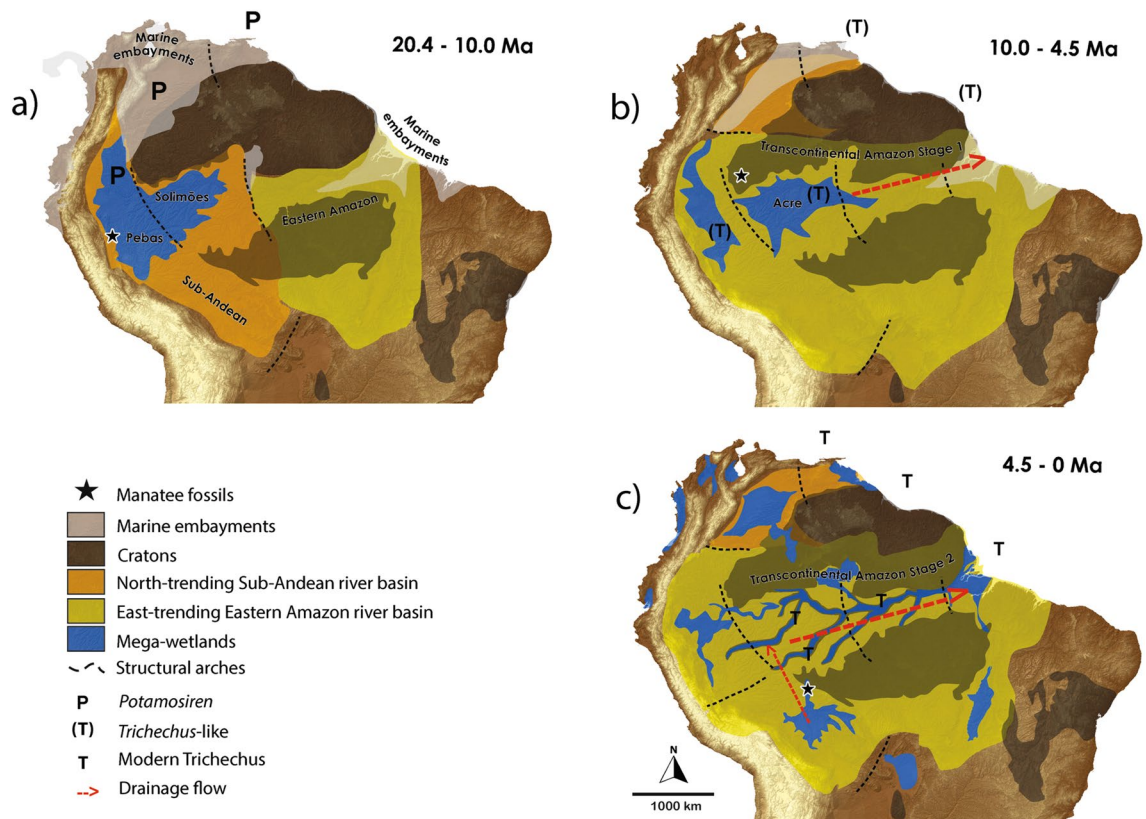 a)
20.4 - 10.0 Ma
P
Marine
embayments
P
Marine
embayments
P
Solimões
Pebas
Eastern Amazon
Sub-Andean
b)
10.0 - 4.5 Ma
(T)
(T)
Transcontinental Amazon Stage 1
Acre
(T)
(T)
Manatee fossils
Marine embayments
Cratons
North-trending Sub-Andean river basin
East-trending Eastern Amazon river basin
Mega-wetlands
Structural arches
P
Potamosiren
(T)
Trichechus-like
T
Modern Trichechus
Drainage flow
c)
4.5 - 0 Ma
T
T
T
Transcontinental Amazon Stage 2
T
T
T
N
1000 km